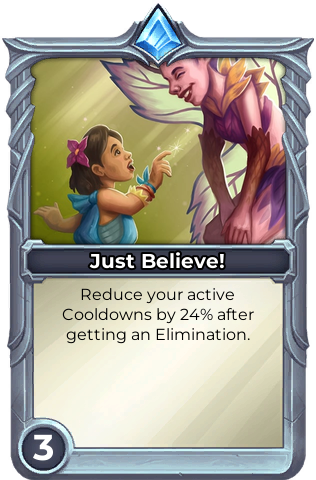 Just Believe!
Reduce your active
Cooldowns by 24% after
getting an Elimination.
3